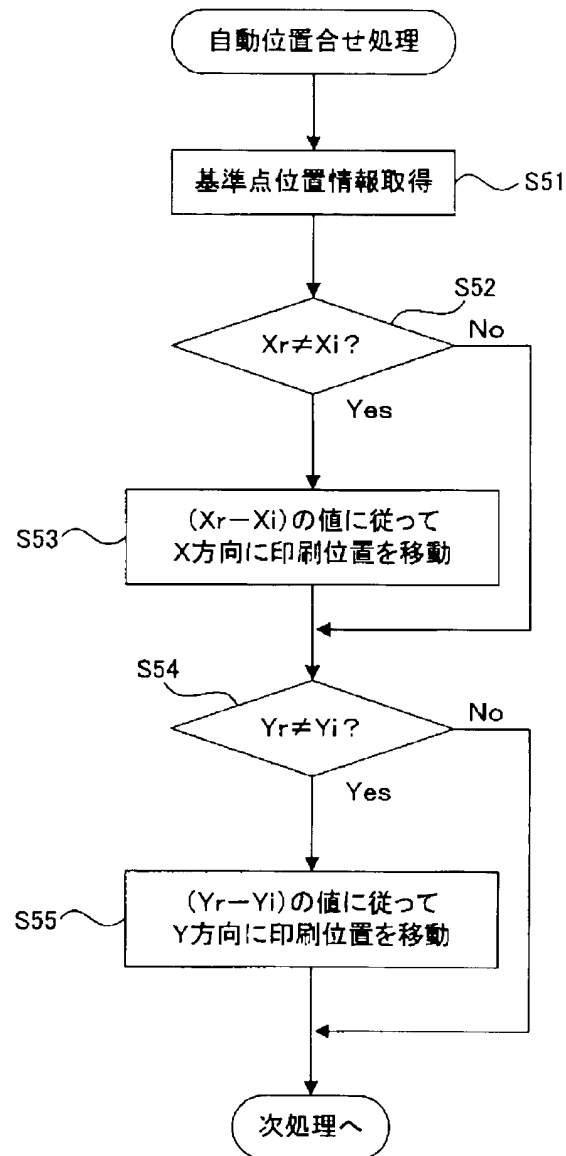 自動位置合せ処理
基準点位置情報取得
S51
S52
Xr≠Xi?
No
Yes
S53
(Xr-Xi)の値に従って
X方向に印刷位置を移動
S54
Yr≠Yi?
No
Yes
S55
(Yr-Yi)の値に従って
Y方向に印刷位置を移動
次処理へ